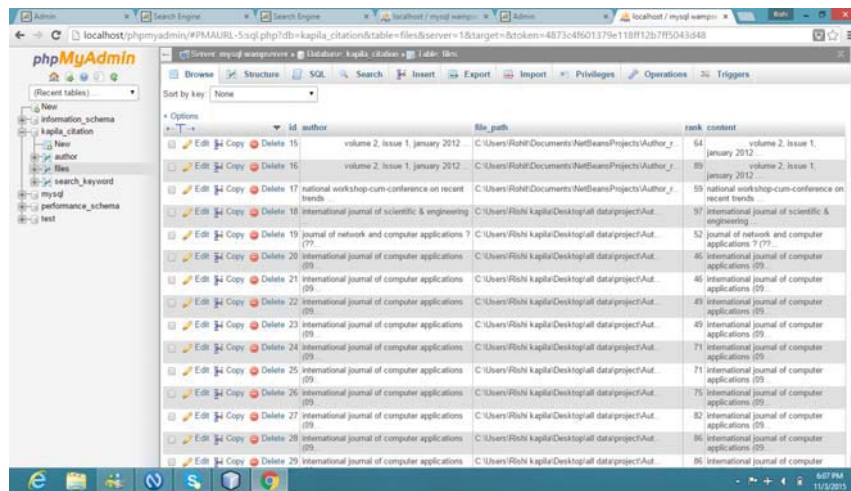 Admin
Search Engine
Search Engine
localhost / mysql wampse
Admin
localhost / mysql wampse
Rishi
localhost/phpmyadmin/#PMAURL-5:sql.php?db=kapila_citation&table=files&server=1&target=&token=4873c4f601379e118ff12b7ff5043d48
phpMyAdmin
(Recent tables) ...
New
information_schema
kapila_citation
New
author
files
search_keyword
mysql
performance_schema
test
Server: mysql wampserver » Database: kapila_citation » Table: files
Browse Structure SQL Search Insert Export Import Privileges Operations Triggers
Sort by key: None
+ Options
id author file_path rank content
Edit Copy Delete 15 volume 2, issue 1, january 2012 ... C:\Users\Rohit\Documents\NetBeansProjects\Author_r... 64 volume 2, issue 1, january 2012 ...
Edit Copy Delete 16 volume 2, issue 1, january 2012 ... C:\Users\Rohit\Documents\NetBeansProjects\Author_r... 89 volume 2, issue 1, january 2012 ...
Edit Copy Delete 17 national workshop-cum-conference on recent trends ... C:\Users\Rohit\Documents\NetBeansProjects\Author_r... 59 national workshop-cum-conference on recent trends ...
Edit Copy Delete 18 international journal of scientific & engineering C:\Users\Rishi kapila\Desktop\all data\project\Aut... 97 international journal of scientific & engineering ...
Edit Copy Delete 19 journal of network and computer applications ? (??... C:\Users\Rishi kapila\Desktop\all data\project\Aut... 52 journal of network and computer applications ? (??...
Edit Copy Delete 20 international journal of computer applications (09... C:\Users\Rishi kapila\Desktop\all data\project\Aut... 46 international journal of computer applications (09...
Edit Copy Delete 21 international journal of computer applications (09... C:\Users\Rishi kapila\Desktop\all data\project\Aut... 46 international journal of computer applications (09...
Edit Copy Delete 22 international journal of computer applications (09... C:\Users\Rishi kapila\Desktop\all data\project\Aut... 49 international journal of computer applications (09...
Edit Copy Delete 23 international journal of computer applications (09... C:\Users\Rishi kapila\Desktop\all data\project\Aut... 49 international journal of computer applications (09...
Edit Copy Delete 24 international journal of computer applications (09... C:\Users\Rishi kapila\Desktop\all data\project\Aut... 71 international journal of computer applications (09...
Edit Copy Delete 25 international journal of computer applications (09... C:\Users\Rishi kapila\Desktop\all data\project\Aut... 71 international journal of computer applications (09...
Edit Copy Delete 26 international journal of computer applications (09... C:\Users\Rishi kapila\Desktop\all data\project\Aut... 75 international journal of computer applications (09...
Edit Copy Delete 27 international journal of computer applications (09... C:\Users\Rishi kapila\Desktop\all data\project\Aut... 82 international journal of computer applications (09...
Edit Copy Delete 28 international journal of computer applications (09... C:\Users\Rishi kapila\Desktop\all data\project\Aut... 86 international journal of computer applications (09...
Edit Copy Delete 29 international journal of computer applications C:\Users\Rishi kapila\Desktop\all data\project\Aut... 86 international journal of computer
6:07 PM
11/3/2015